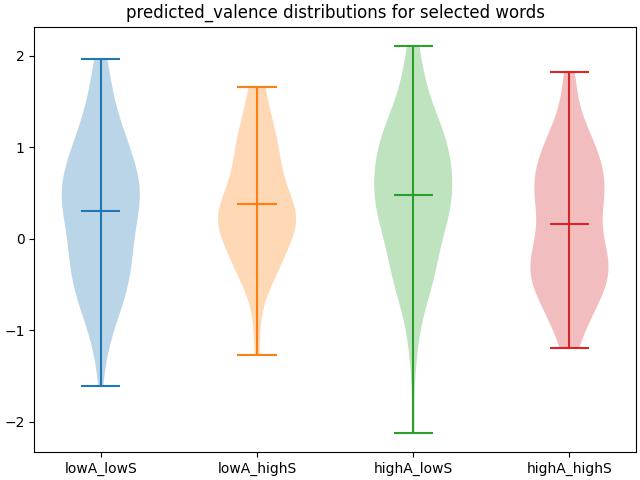 predicted_valence distributions for selected words
2
1
0
−1
−2
lowA_lowS
lowA_highS
highA_lowS
highA_highS